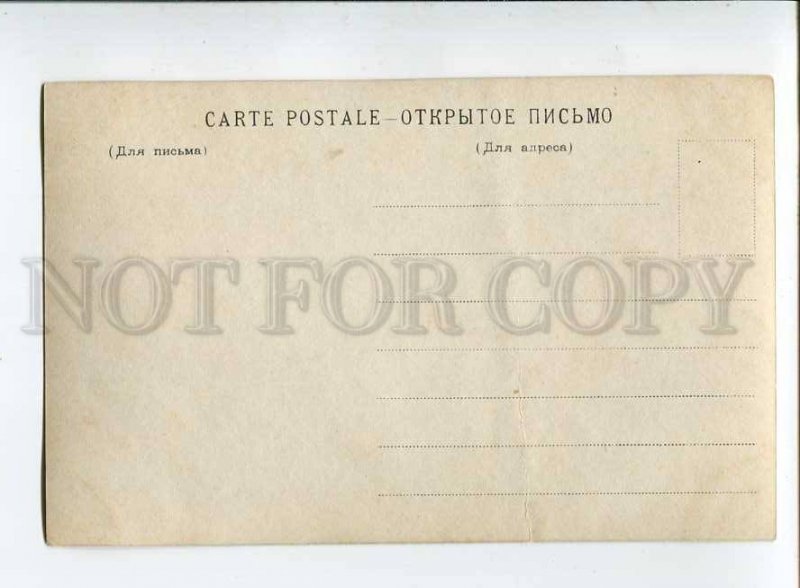 CARTE POSTALE—ОТКРЫТОЕ ПИСЬМО
(Для письма)
(Для адреса)
NOT FOR COPY